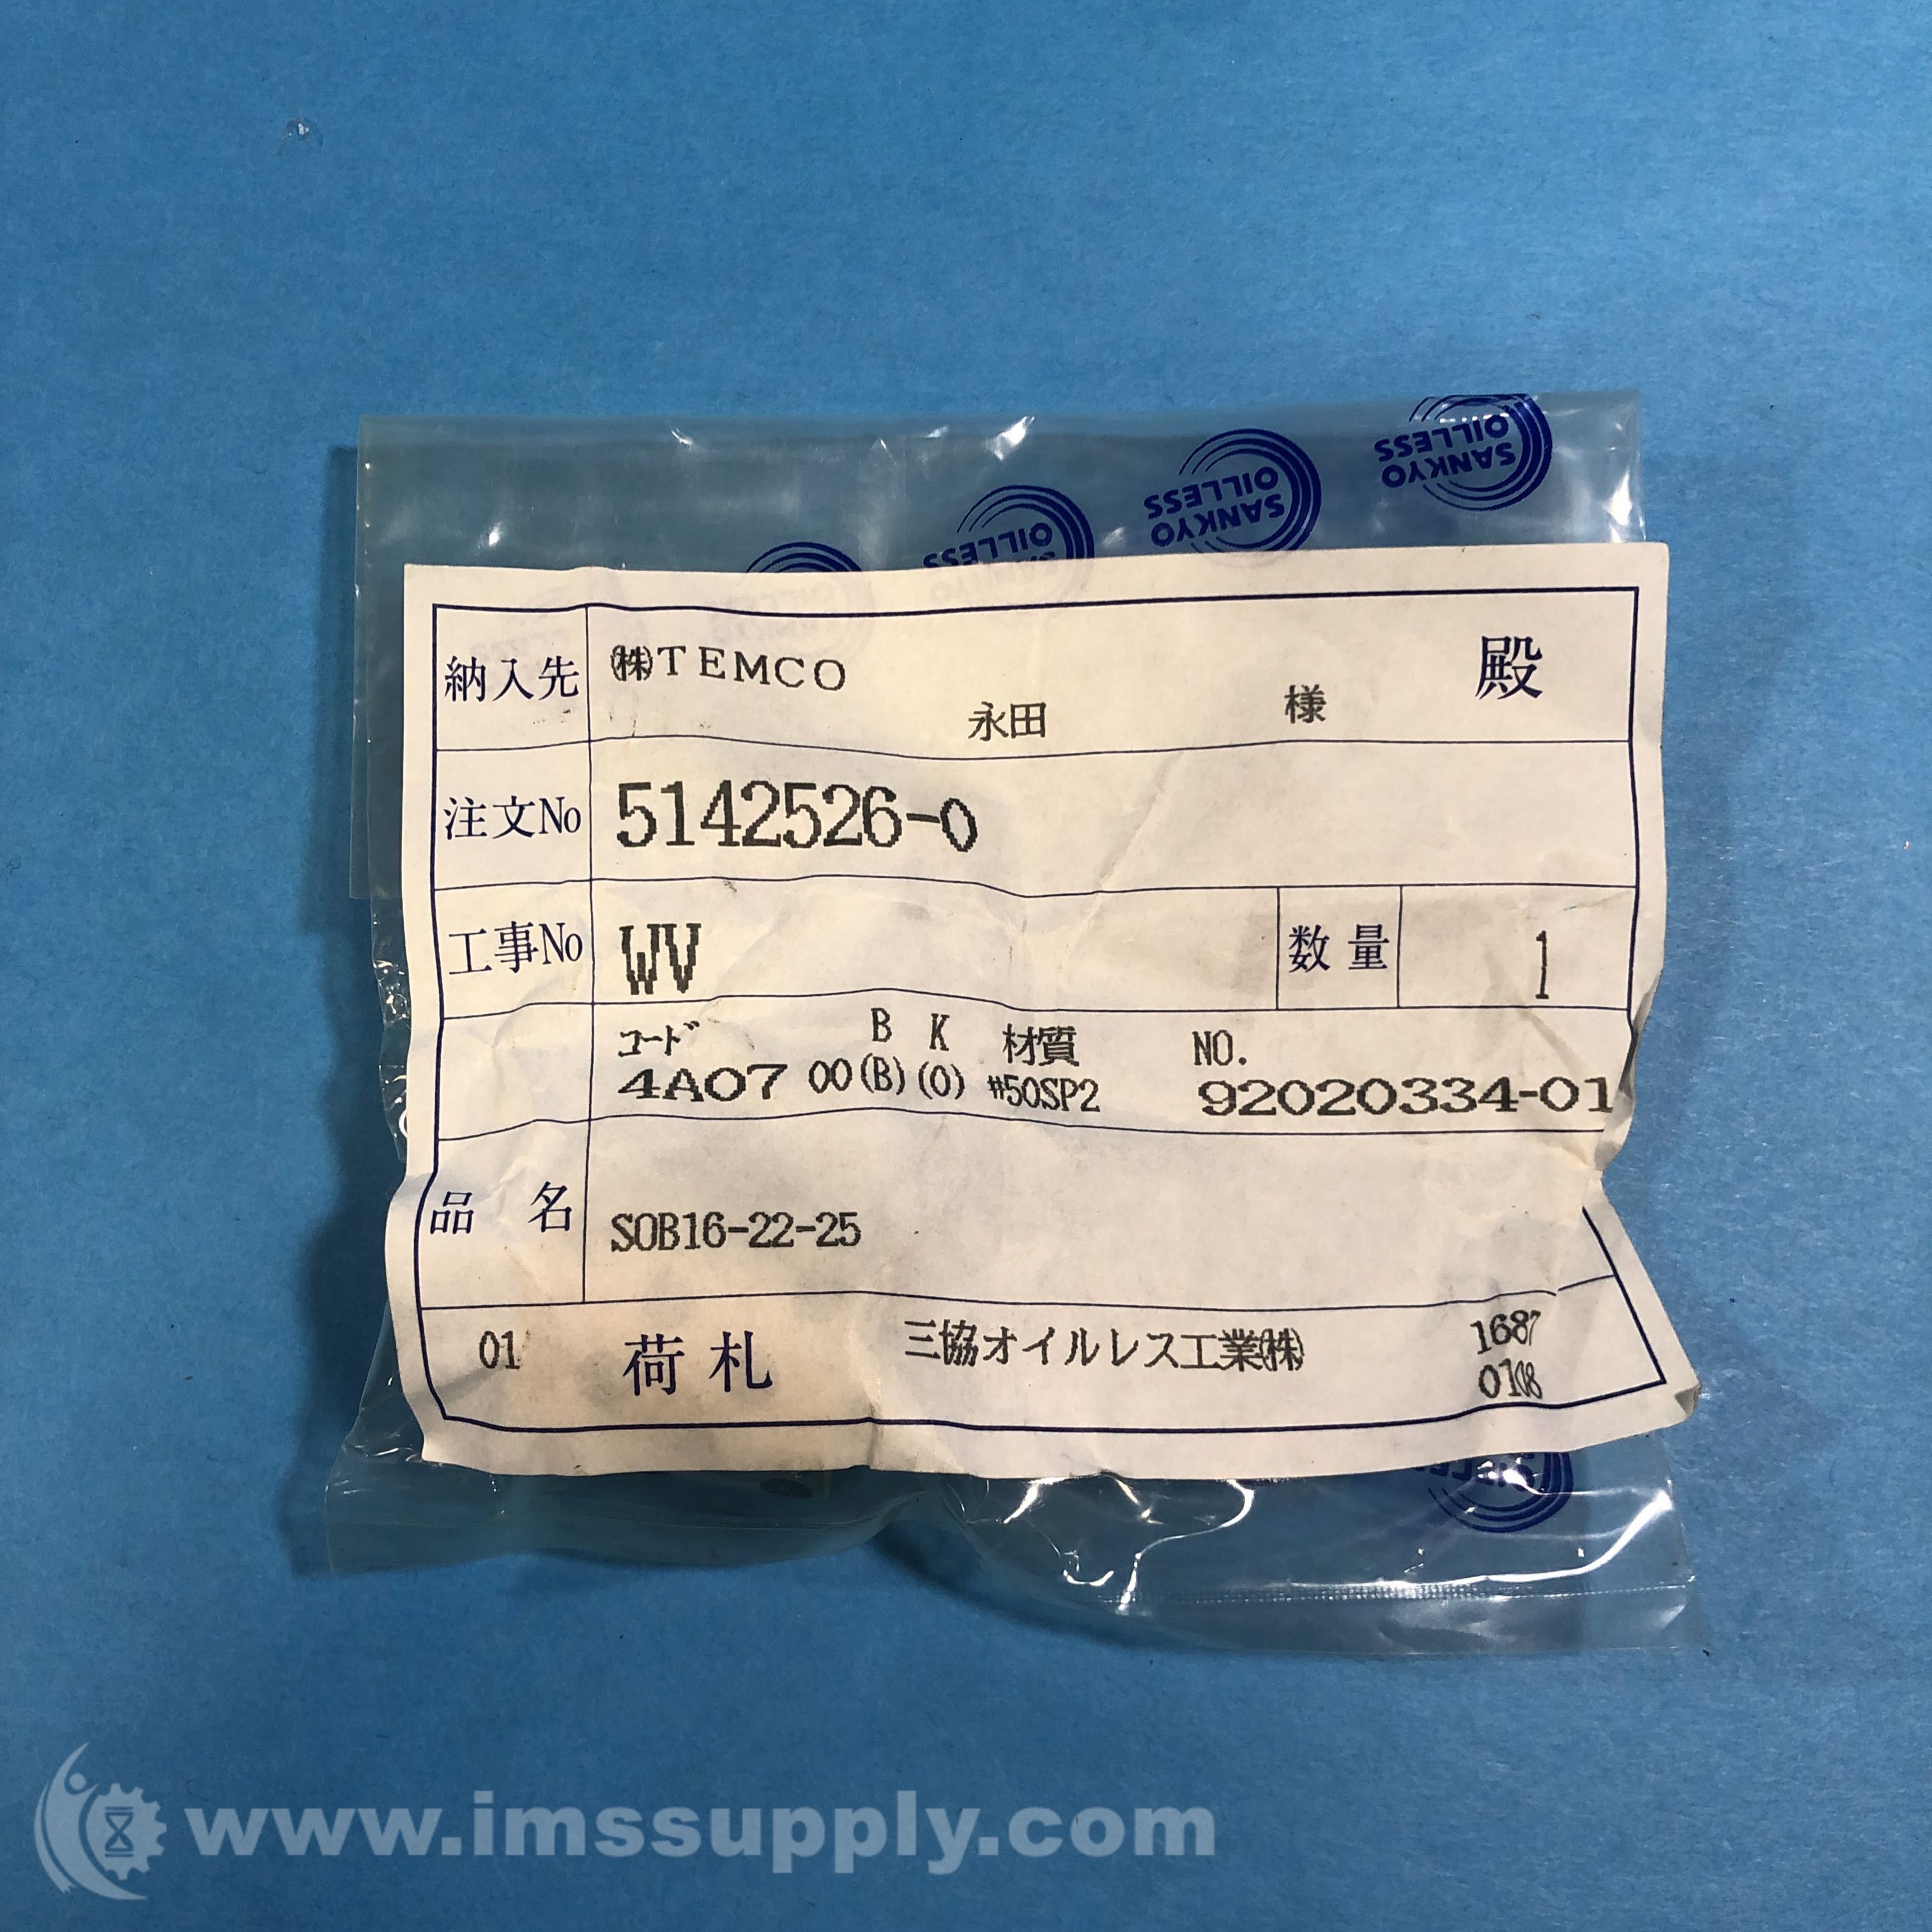 SANKYO OILLESS
SANKYO OILLESS
OILLESS
納入先 ㈱TEMCO 殿
永田 様
注文No 5142526-0
工事No WV 数量 1
コード B K 材質 NO.
4A07 00(B) (0) #50SP2 92020334-01
品名 SOB16-22-25
01 荷札 三協オイルレス工業㈱ 1687
0108
www.imssupply.com